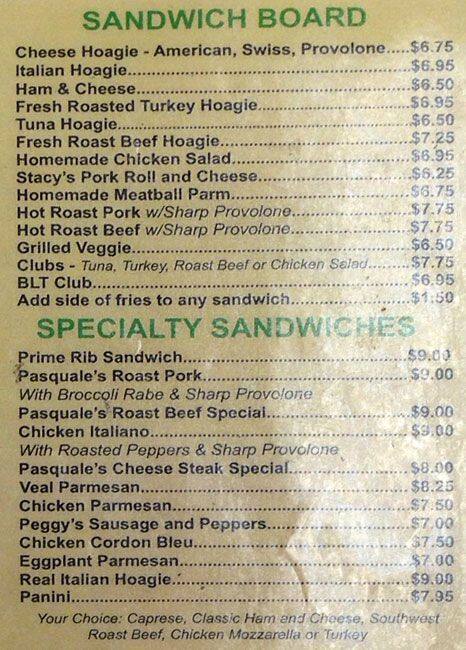 SANDWICH BOARD
Cheese Hoagie - American, Swiss, Provolone.....$6.75
Italian Hoagie.....$6.95
Ham & Cheese.....$6.50
Fresh Roasted Turkey Hoagie.....$6.95
Tuna Hoagie.....$6.50
Fresh Roast Beef Hoagie.....$7.25
Homemade Chicken Salad.....$6.95
Stacy's Pork Roll and Cheese.....$6.25
Homemade Meatball Parm.....$6.75
Hot Roast Pork w/Sharp Provolone.....$7.75
Hot Roast Beef w/Sharp Provolone.....$7.75
Grilled Veggie.....$6.50
Clubs - Tuna, Turkey, Roast Beef or Chicken Salad.....$7.75
BLT Club.....$6.95
Add side of fries to any sandwich.....$1.50
SPECIALTY SANDWICHES
Prime Rib Sandwich.....$9.00
Pasquale's Roast Pork.....$9.00
With Broccoli Rabe & Sharp Provolone
Pasquale's Roast Beef Special.....$9.00
Chicken Italiano.....$9.00
With Roasted Peppers & Sharp Provolone
Pasquale's Cheese Steak Special.....$8.00
Veal Parmesan.....$8.25
Chicken Parmesan.....$7.50
Peggy's Sausage and Peppers.....$7.00
Chicken Cordon Bleu.....$7.50
Eggplant Parmesan.....$7.00
Real Italian Hoagie.....$9.00
Panini.....$7.95
Your Choice: Caprese, Classic Ham and Cheese, Southwest
Roast Beef, Chicken Mozzarella or Turkey